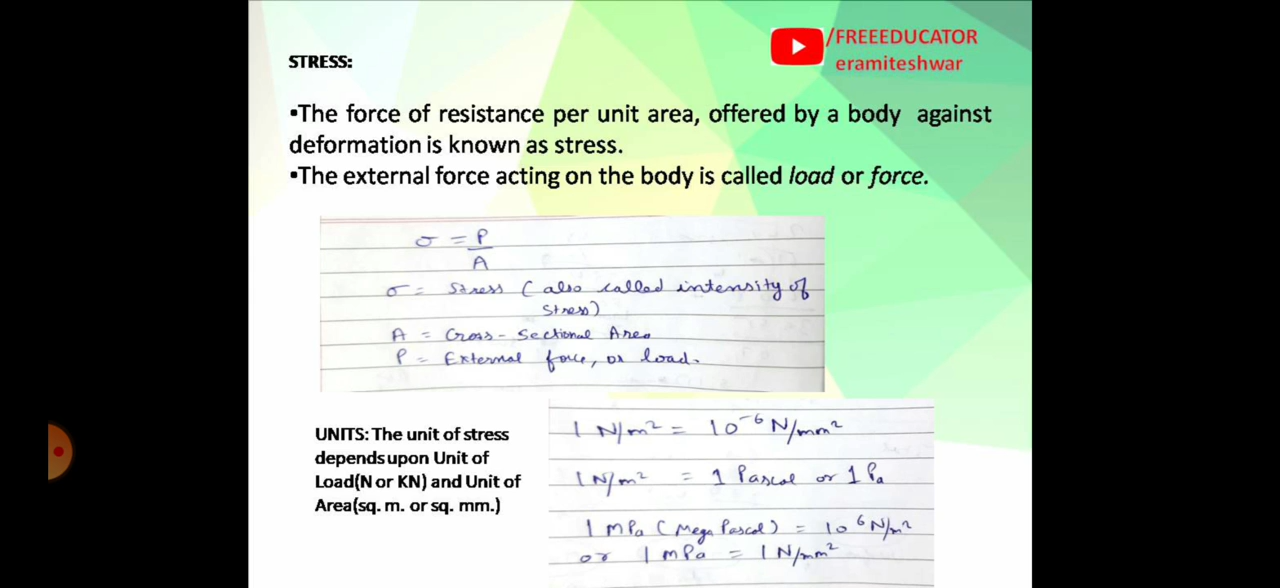 /FREEEDUCATOR
eramiteshwar
STRESS:
▪The force of resistance per unit area, offered by a body against
deformation is known as stress.
▪The external force acting on the body is called load or force.
σ = P
A
σ = Stress (also called intensity of
Stress)
A = Cross-Sectional Area
P = External force, or load.
UNITS: The unit of stress
depends upon Unit of
Load(N or KN) and Unit of
Area(sq. m. or sq. mm.)
1 N/m² = 10⁻⁶ N/mm²
1 N/m² = 1 Pascal or 1 Pa
1 MPa (Mega Pascal) = 10⁶ N/m²
or 1 MPa = 1 N/mm²